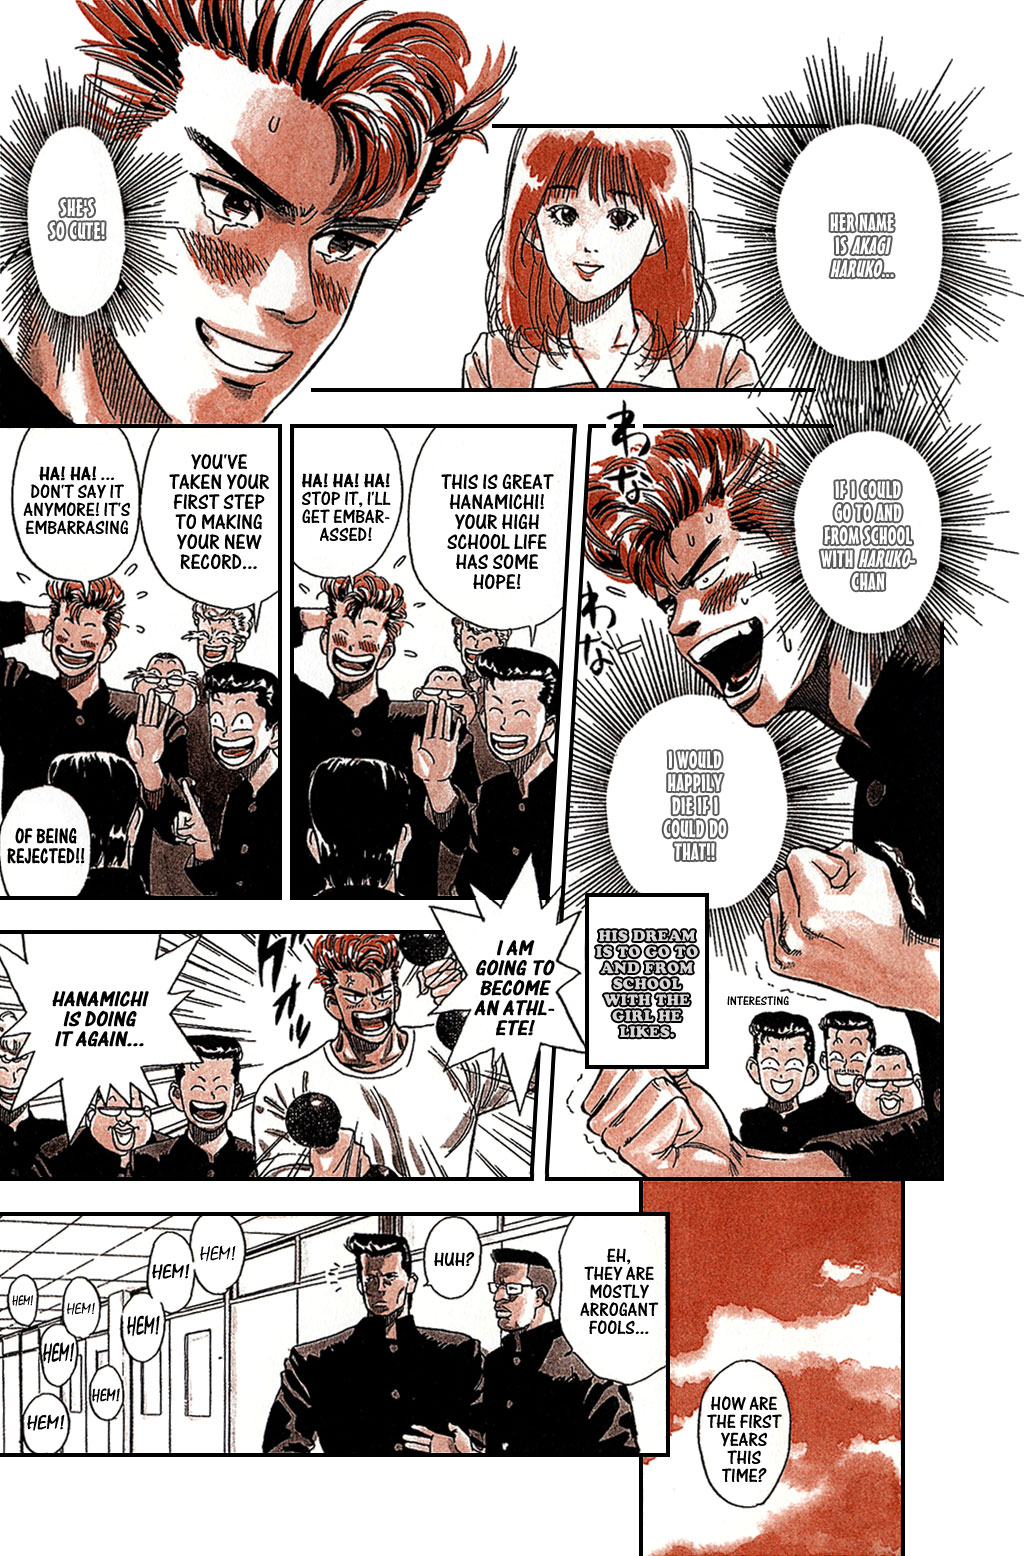 HER NAME
IS AKAGI
HARUKO...
SHE'S
SO CUTE!
わな
わな
IF I COULD
GO TO AND
FROM SCHOOL
WITH HARUKO-
CHAN
I WOULD
HAPPILY
DIE IF I
COULD DO
THAT!!
HIS DREAM
IS TO GO TO
AND FROM
SCHOOL
WITH THE
GIRL HE
LIKES.
INTERESTING
THIS IS GREAT
HANAMICHI!
YOUR HIGH
SCHOOL LIFE
HAS SOME
HOPE!
HA! HA! HA!
STOP IT, I'LL
GET EMBAR-
ASSED!
YOU'VE
TAKEN YOUR
FIRST STEP
TO MAKING
YOUR NEW
RECORD...
HA! HA! ...
DON'T SAY IT
ANYMORE! IT'S
EMBARRASING
OF BEING
REJECTED!!
I AM
GOING TO
BECOME
AN ATHL-
ETE!
HANAMICHI
IS DOING
IT AGAIN...
HOW ARE
THE FIRST
YEARS
THIS
TIME?
EH,
THEY ARE
MOSTLY
ARROGANT
FOOLS...
HUH?
HEM!
HEM!
HEM!
HEM!
HEM!
HEM!
HEM!
HEM!